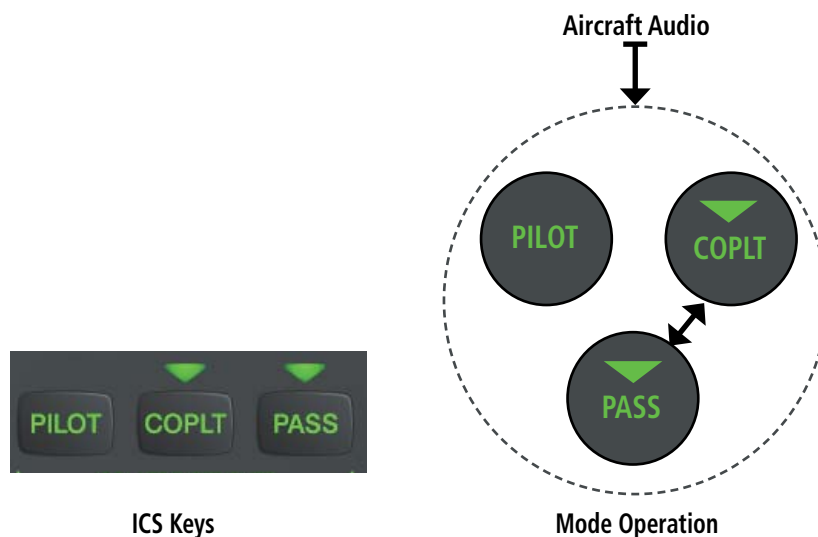 Aircraft Audio
PILOT
COPLT
PASS
PILOT COPLT PASS
ICS Keys
Mode Operation